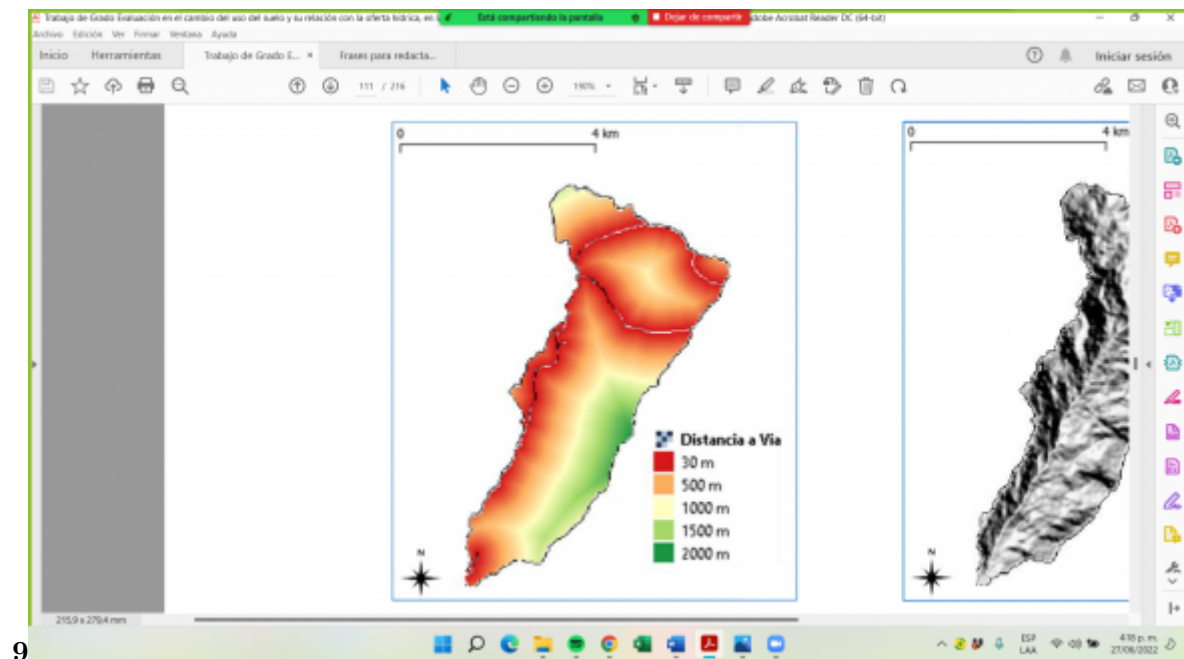 Trabajo de Grado Evaluación en el cambio del uso del suelo y su relación con la oferta hídrica, en
Está compartiendo la pantalla
Dejar de compartir
Adobe Acrobat Reader DC (64-bit)
Archivo Edición Ver Firmar Ventana Ayuda
Inicio Herramientas Trabajo de Grado E... × Frases para redacta... Iniciar sesión
111 / 216 190%
0 4 km
0 4 km
Distancia a Via
30 m
500 m
1000 m
1500 m
2000 m
N
N
215,9 x 279,4 mm
ESP
LAA
4:18 p. m.
27/06/2022
9